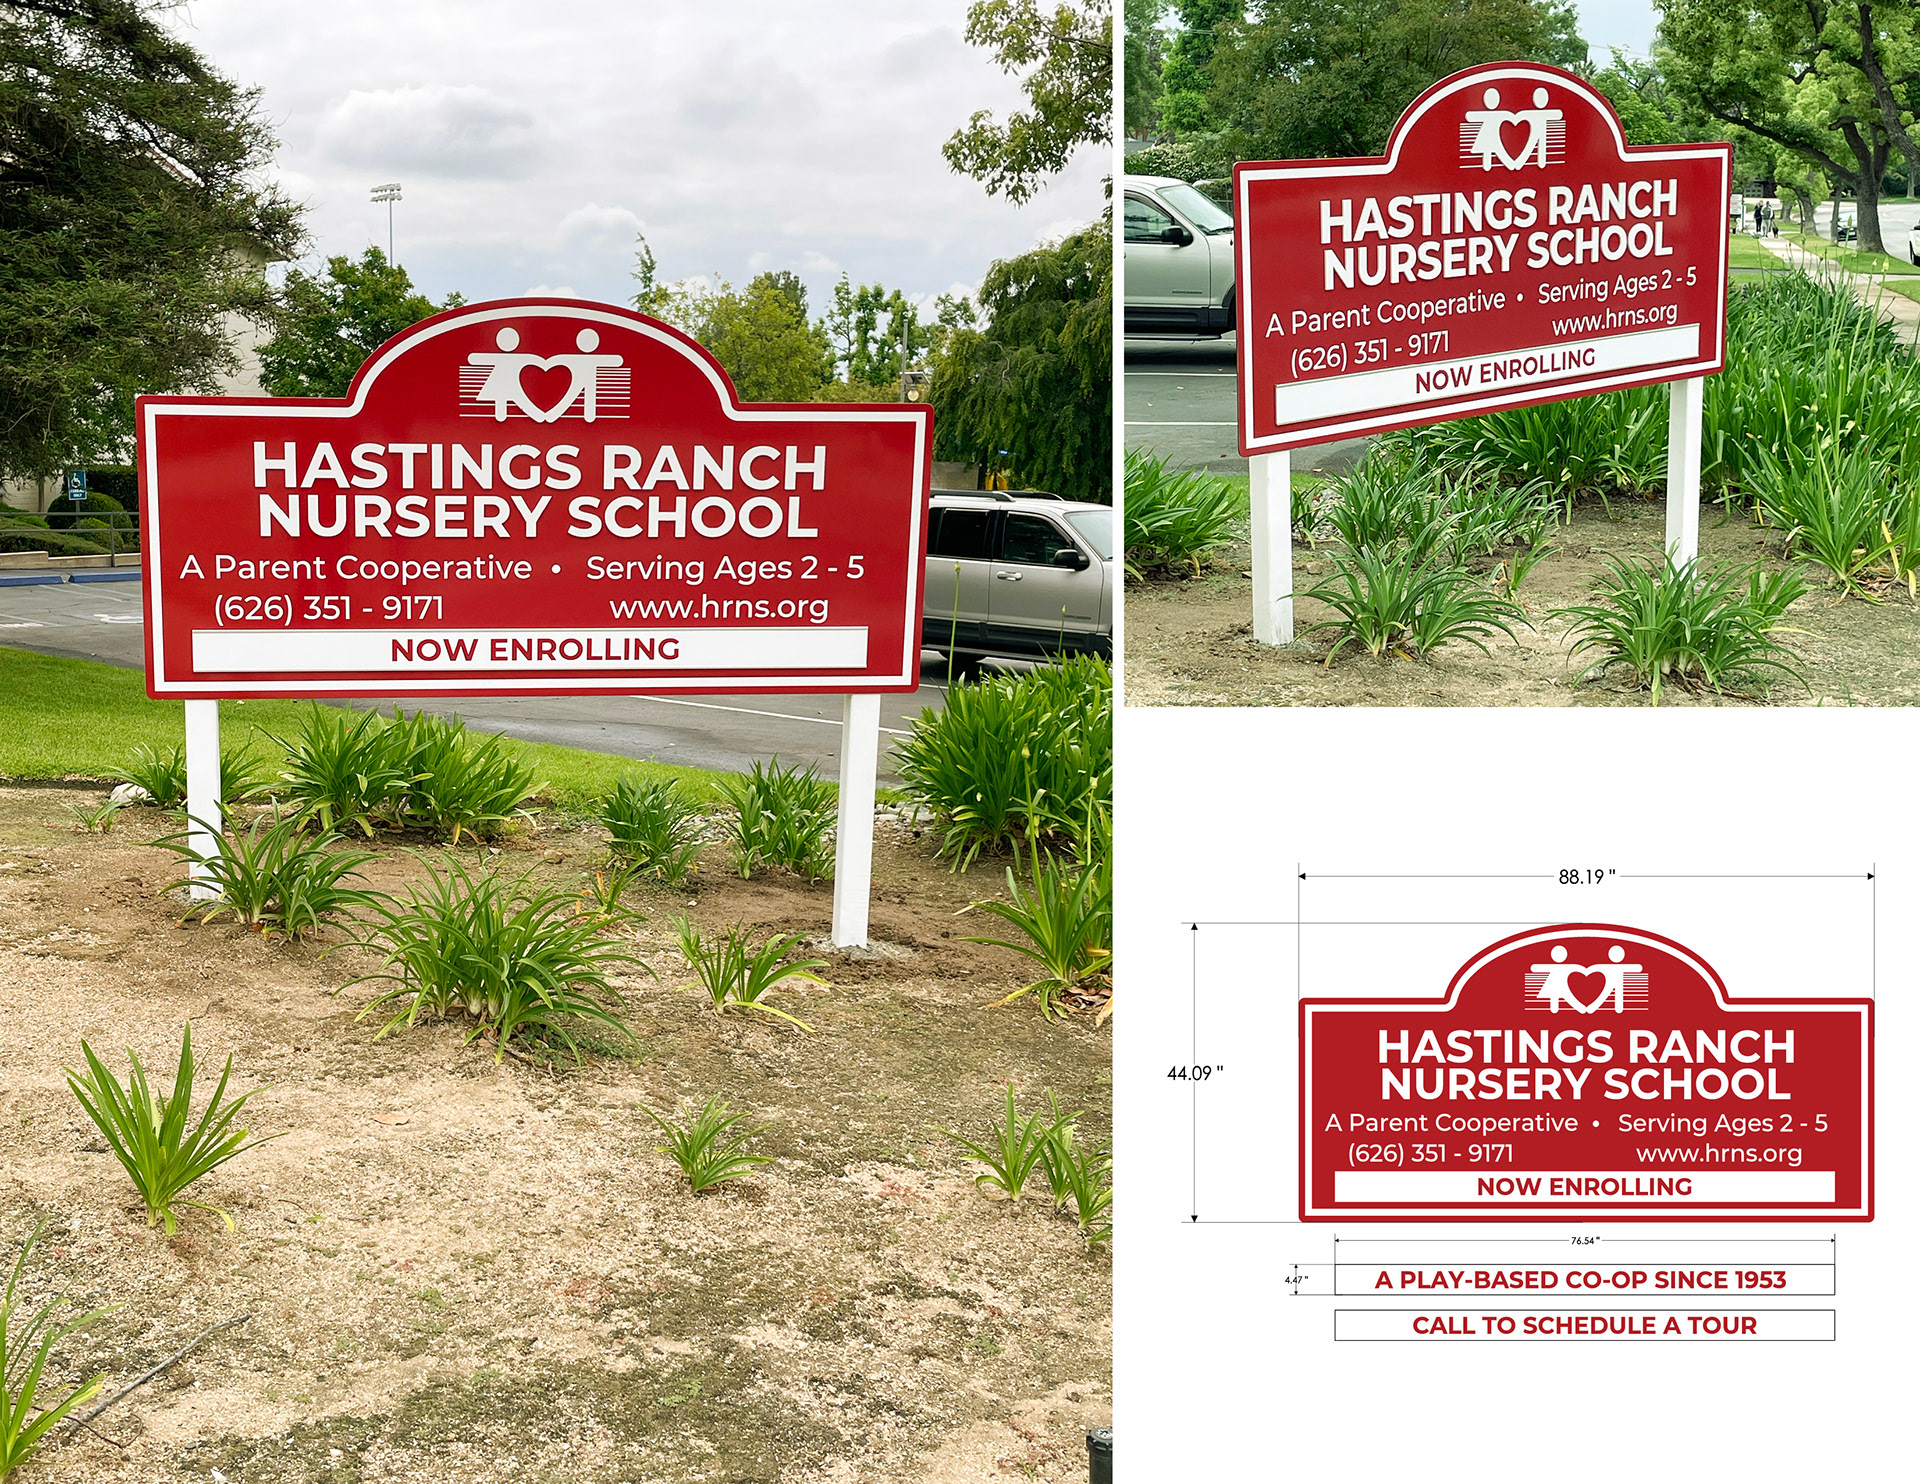 HASTINGS RANCH
NURSERY SCHOOL
A Parent Cooperative • Serving Ages 2 - 5
(626) 351 - 9171 www.hrns.org
NOW ENROLLING
HASTINGS RANCH
NURSERY SCHOOL
A Parent Cooperative • Serving Ages 2 - 5
(626) 351 - 9171 www.hrns.org
NOW ENROLLING
88.19 "
44.09 "
HASTINGS RANCH
NURSERY SCHOOL
A Parent Cooperative • Serving Ages 2 - 5
(626) 351 - 9171 www.hrns.org
NOW ENROLLING
76.54 "
4.47 "
A PLAY-BASED CO-OP SINCE 1953
CALL TO SCHEDULE A TOUR